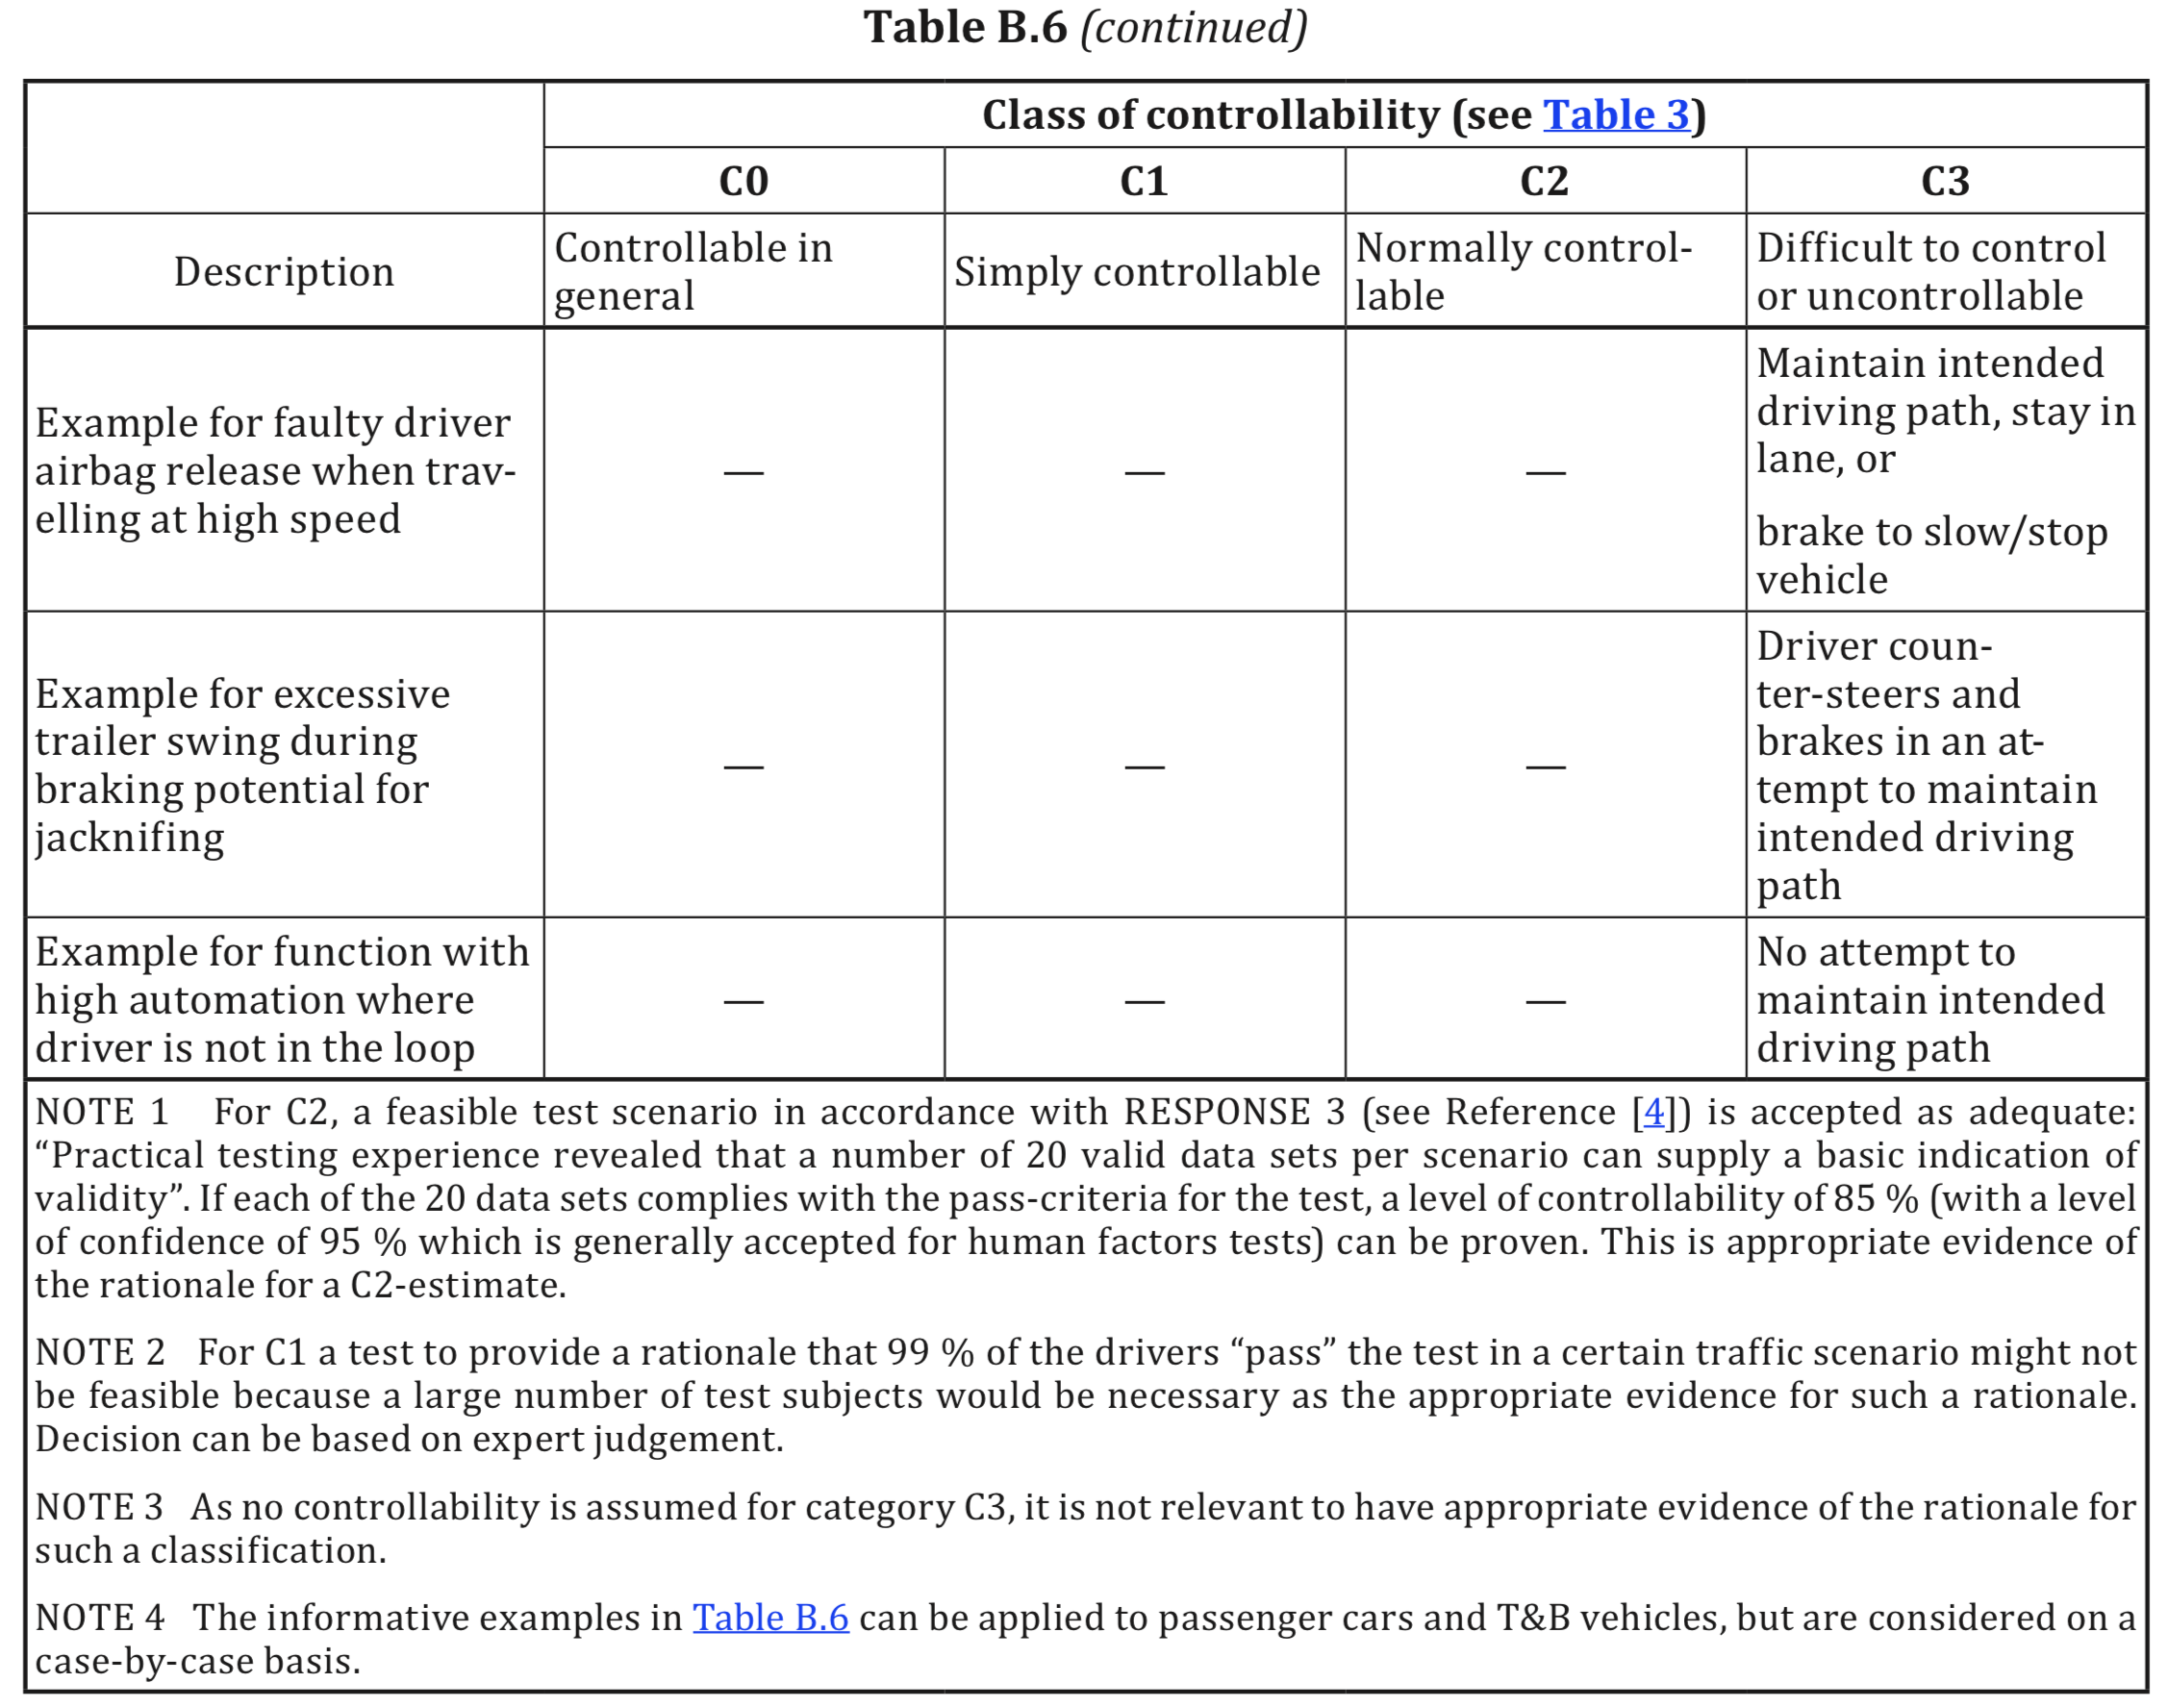 Table B.6 (continued)
Class of controllability (see Table 3)
C0 C1 C2 C3
Description
Controllable in
general
Simply controllable
Normally control-
lable
Difficult to control
or uncontrollable
Example for faulty driver
airbag release when trav-
elling at high speed
—
—
—
Maintain intended
driving path, stay in
lane, or
brake to slow/stop
vehicle
Example for excessive
trailer swing during
braking potential for
jacknifing
—
—
—
Driver coun-
ter-steers and
brakes in an at-
tempt to maintain
intended driving
path
Example for function with
high automation where
driver is not in the loop
—
—
—
No attempt to
maintain intended
driving path
NOTE 1 For C2, a feasible test scenario in accordance with RESPONSE 3 (see Reference [4]) is accepted as adequate:
“Practical testing experience revealed that a number of 20 valid data sets per scenario can supply a basic indication of
validity”. If each of the 20 data sets complies with the pass-criteria for the test, a level of controllability of 85 % (with a level
of confidence of 95 % which is generally accepted for human factors tests) can be proven. This is appropriate evidence of
the rationale for a C2-estimate.
NOTE 2 For C1 a test to provide a rationale that 99 % of the drivers “pass” the test in a certain traffic scenario might not
be feasible because a large number of test subjects would be necessary as the appropriate evidence for such a rationale.
Decision can be based on expert judgement.
NOTE 3 As no controllability is assumed for category C3, it is not relevant to have appropriate evidence of the rationale for
such a classification.
NOTE 4 The informative examples in Table B.6 can be applied to passenger cars and T&B vehicles, but are considered on a
case-by-case basis.